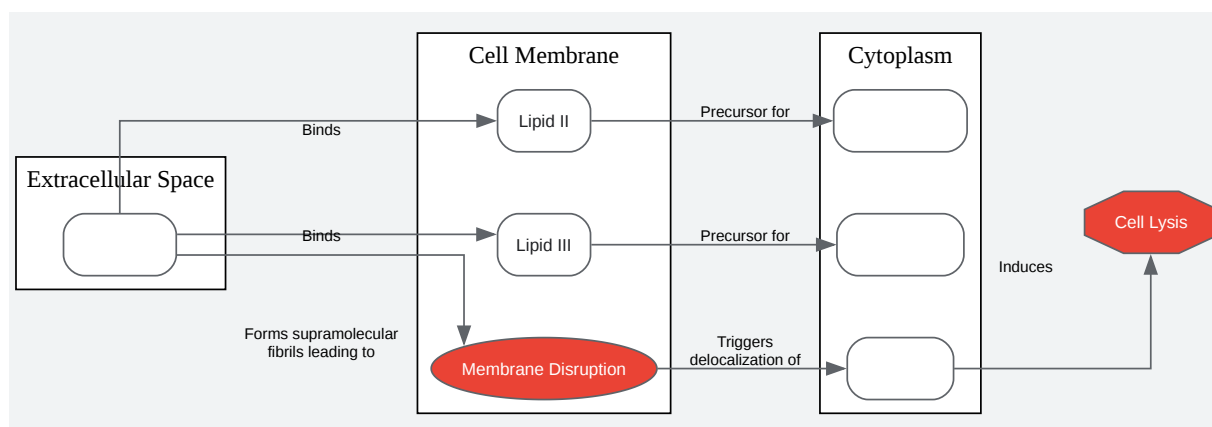 Cell Membrane
Cytoplasm
Lipid II
Precursor for
Binds
Extracellular Space
Binds
Lipid III
Precursor for
Cell Lysis
Induces
Forms supramolecular
fibrils leading to
Membrane Disruption
Triggers
delocalization of